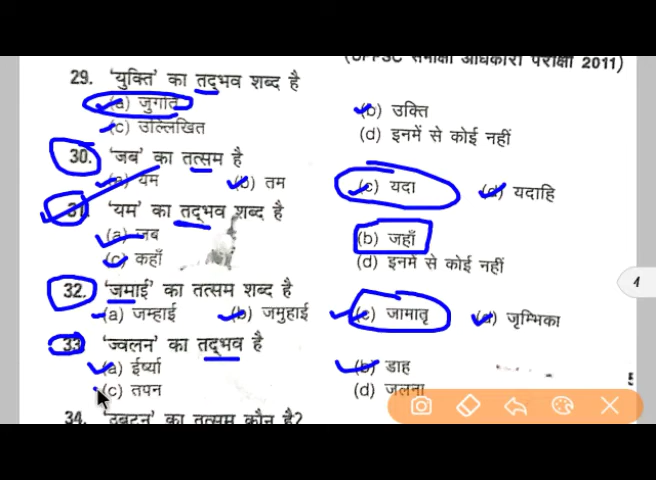 (UPPSC समीक्षा अधिकारी परीक्षा 2011)
29. 'युक्ति' का तद्भव शब्द है
(a) जुगति (b) उक्ति
(c) उल्लिखित (d) इनमें से कोई नहीं
30. 'जब' का तत्सम है
(a) यम (b) तम (c) यदा (d) यदाहि
31. 'यम' का तद्भव शब्द है
(a) जब (b) जहाँ
(c) कहाँ (d) इनमें से कोई नहीं
32. 'जमाई' का तत्सम शब्द है
(a) जम्हाई (b) जमुहाई (c) जामातृ (d) जृम्भिका
33. 'ज्वलन' का तद्भव है
(a) ईर्ष्या (b) डाह
(c) तपन (d) जलना
34. 'उबटन' का तत्सम कौन है?
4
5